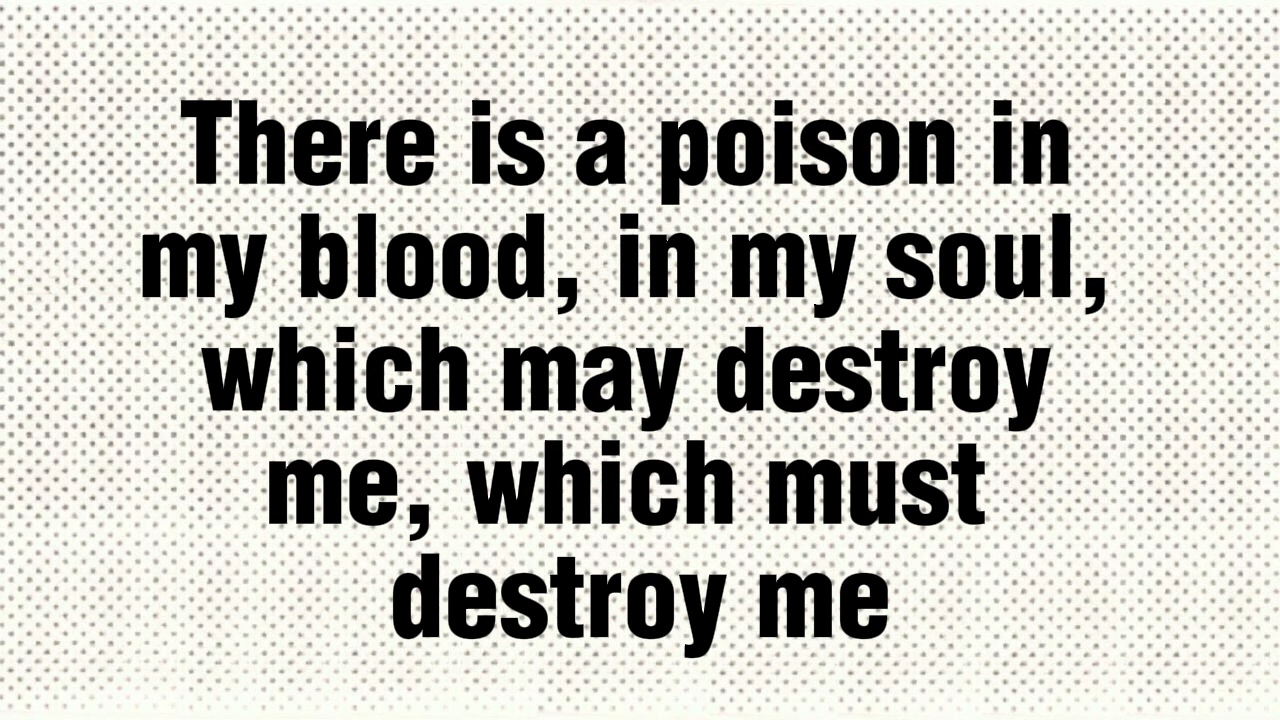 There is a poison in
my blood, in my soul,
which may destroy
me, which must
destroy me